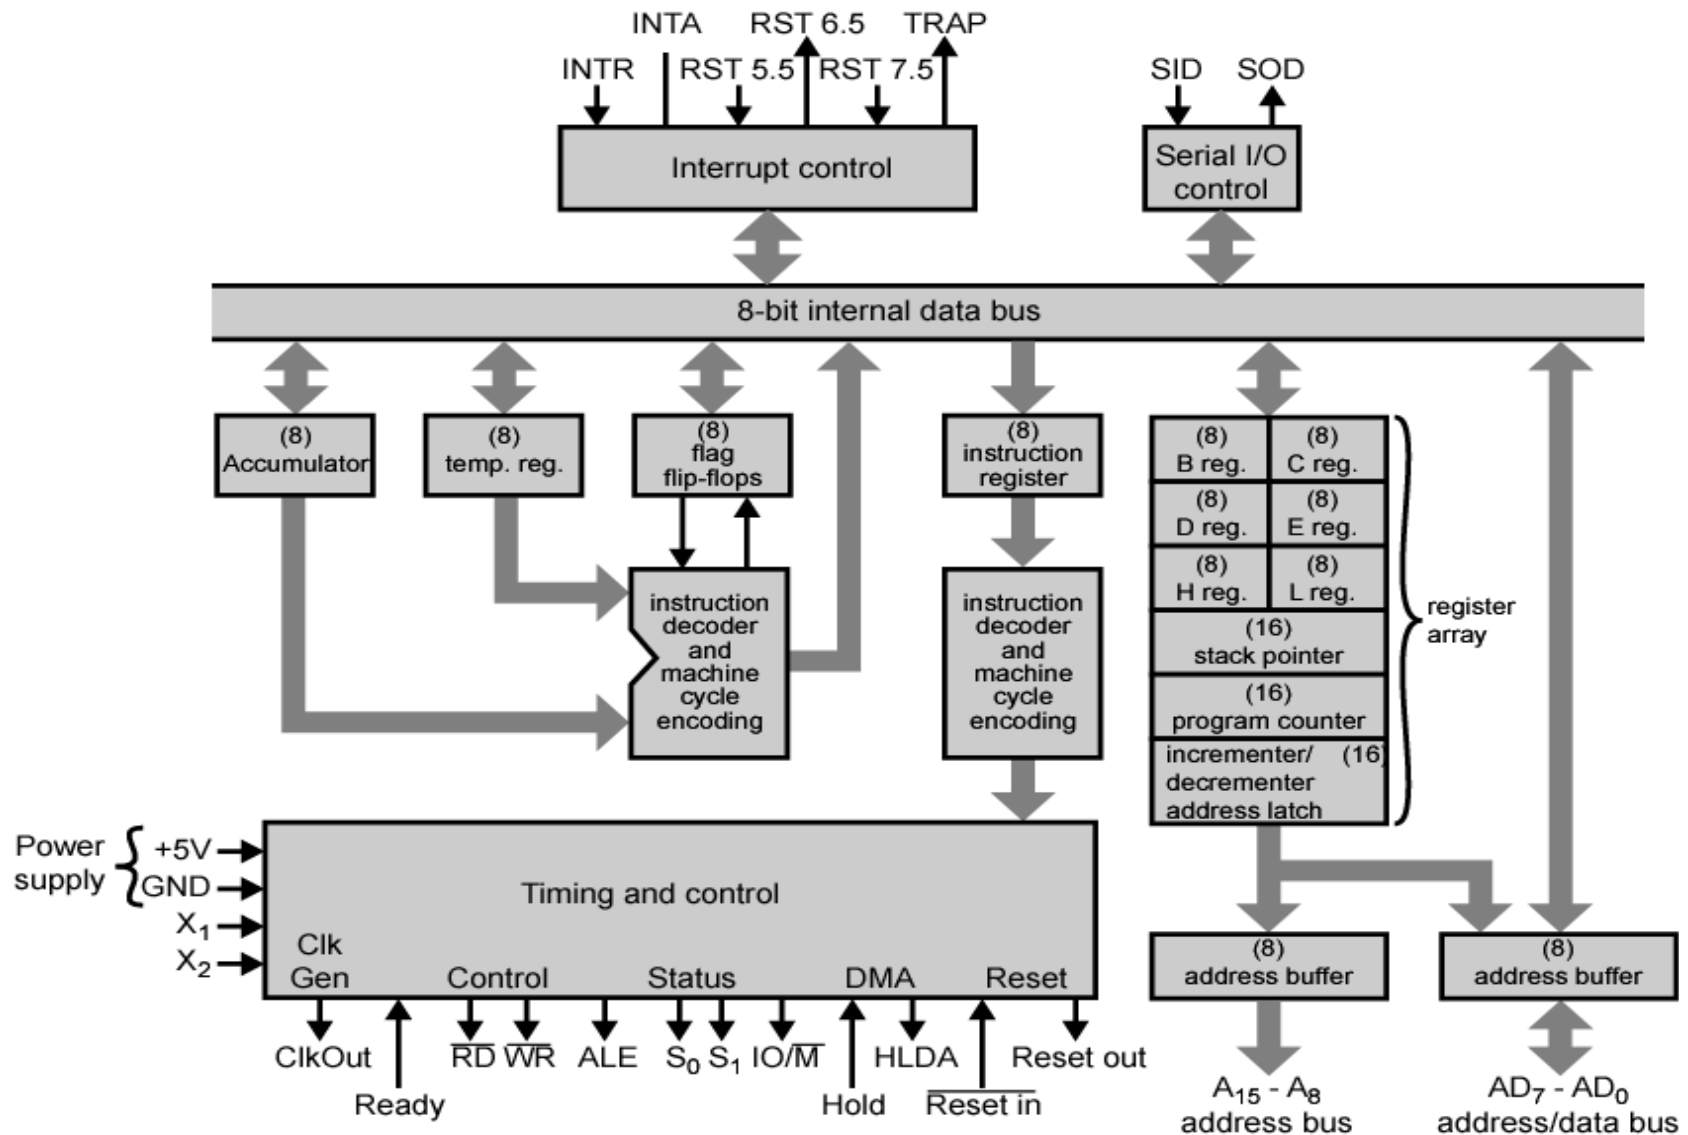 INTA RST 6.5 TRAP
INTR RST 5.5 RST 7.5 SID SOD
Interrupt control
Serial I/O
control
8-bit internal data bus
(8)
Accumulator
(8)
temp. reg.
(8)
flag
flip-flops
(8)
instruction
register
(8)
B reg.
(8)
C reg.
(8)
D reg.
(8)
E reg.
(8)
H reg.
(8)
L reg.
(16)
stack pointer
(16)
program counter
incrementer/ (16)
decrementer
address latch
register
array
instruction
decoder
and
machine
cycle
encoding
instruction
decoder
and
machine
cycle
encoding
Power
supply
+5V
GND
X₁
X₂
Timing and control
Clk
Gen Control Status DMA Reset
ClkOut R̅D̅ W̅R̅ ALE S₀ S₁ IO/M̅ HLDA Reset out
Ready Hold R̅e̅s̅e̅t̅ i̅n̅
(8)
address buffer
(8)
address buffer
A₁₅ - A₈
address bus
AD₇ - AD₀
address/data bus